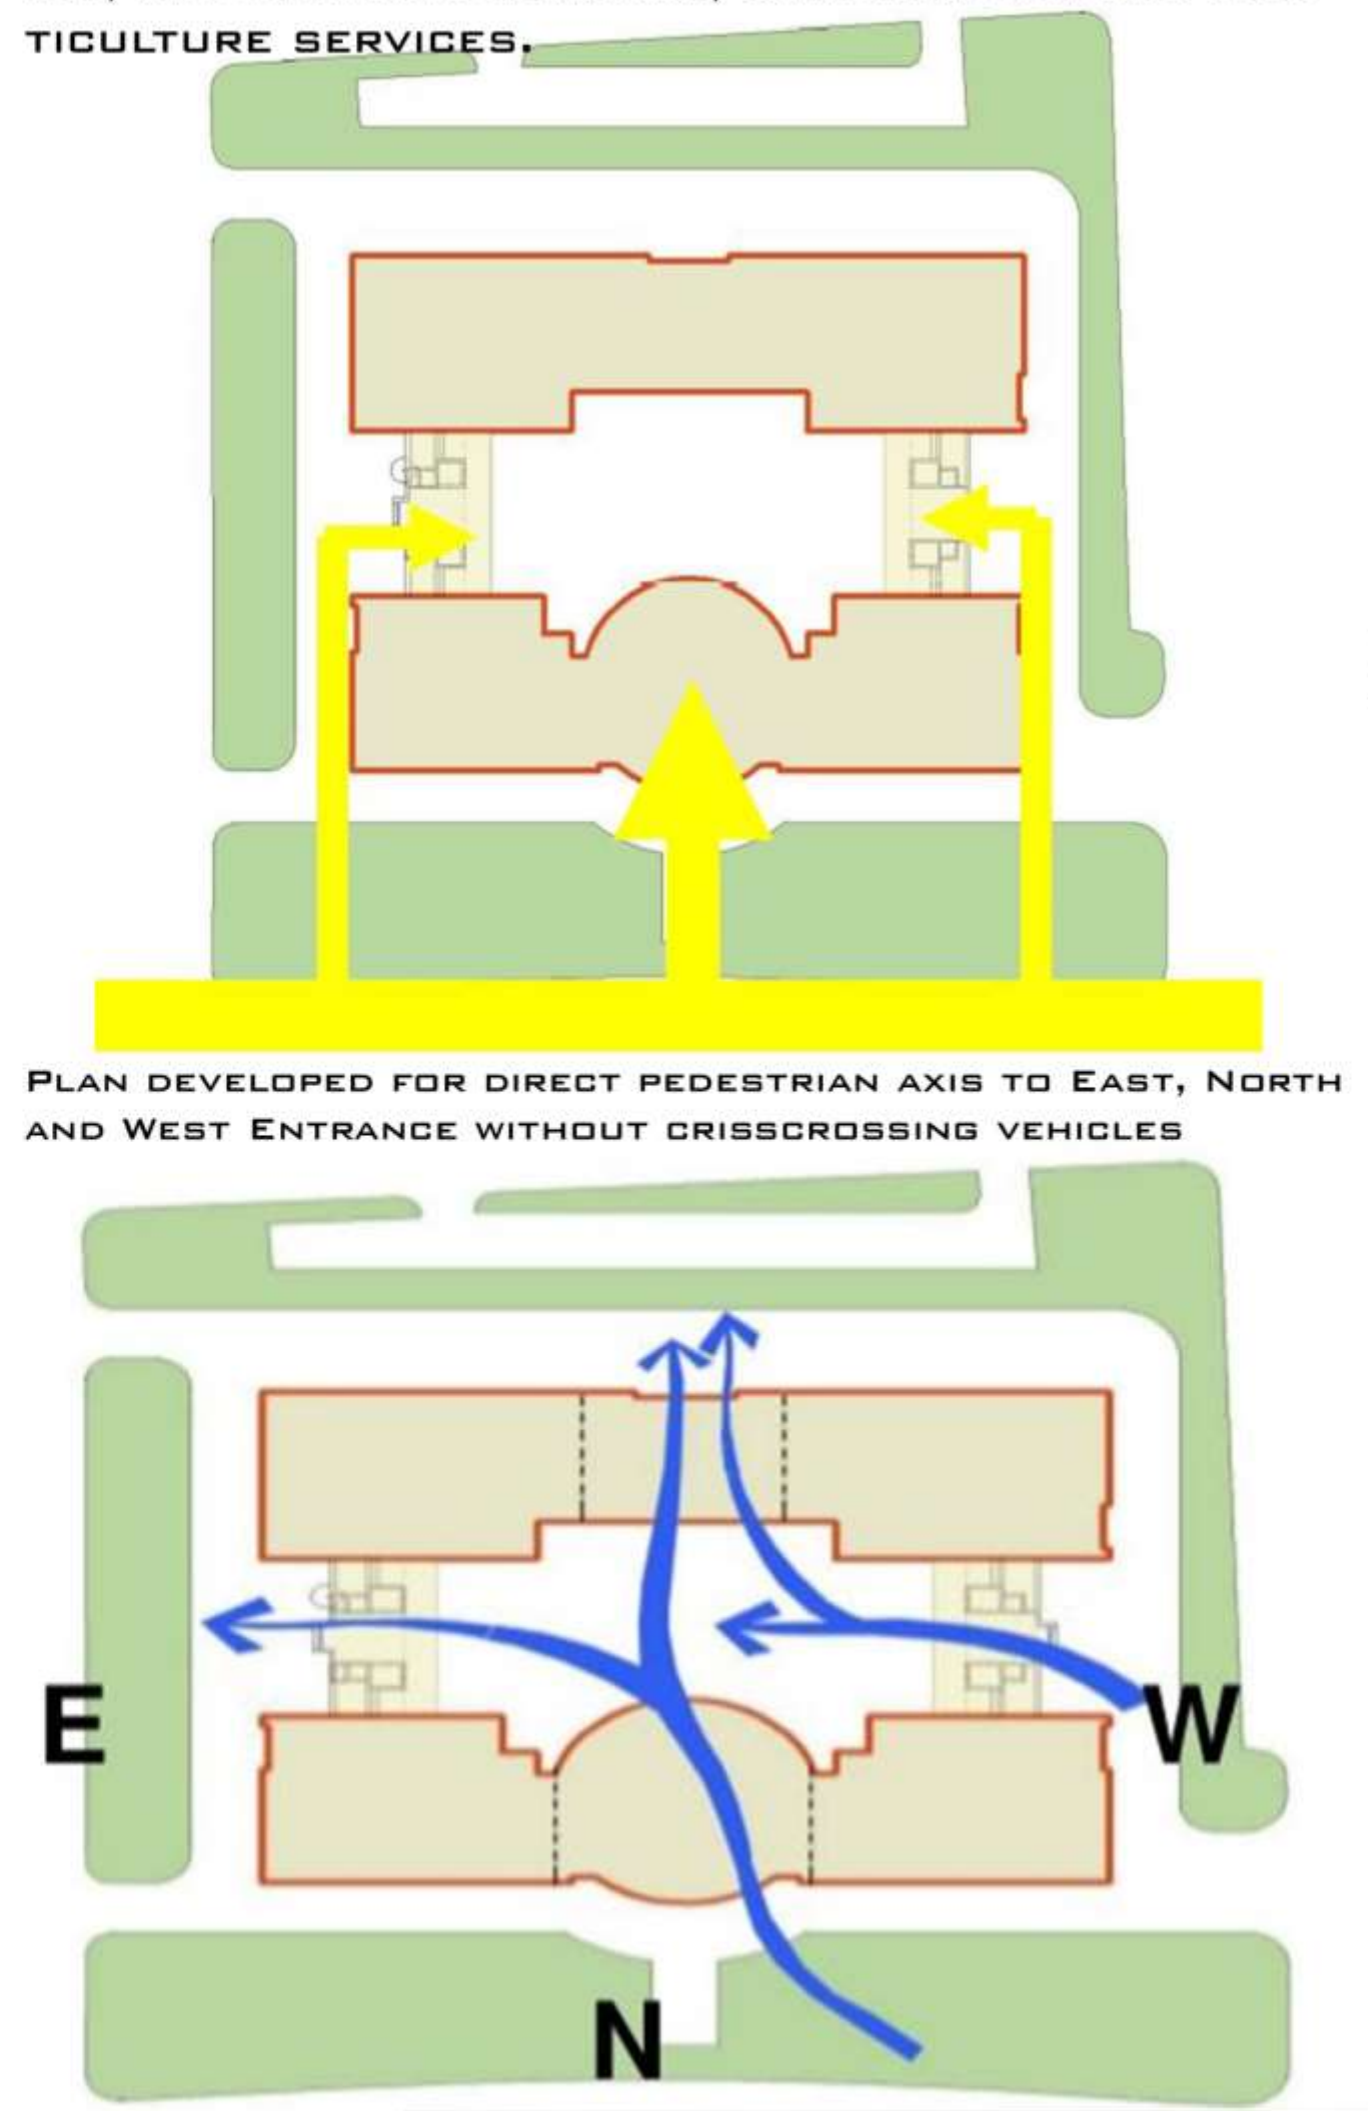 TICULTURE SERVICES.
PLAN DEVELOPED FOR DIRECT PEDESTRIAN AXIS TO EAST, NORTH
AND WEST ENTRANCE WITHOUT CRISSCROSSING VEHICLES
E
W
N